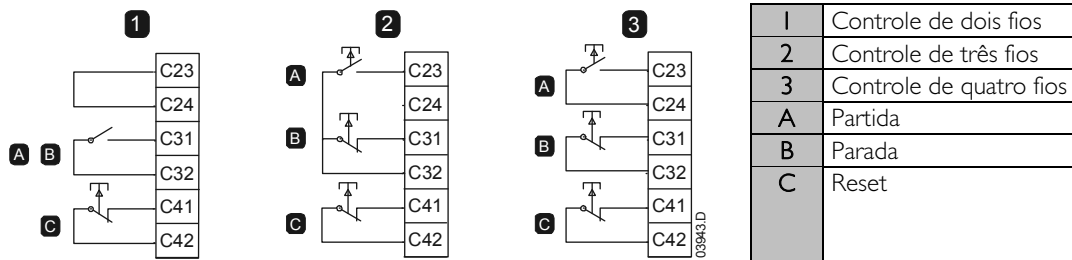 1
C23
C24
A B C31
C32
C C41
C42
2
A C23
C24
B C31
C32
C C41
C42
3
A C23
C24
B C31
C32
C C41
C42
03943.D
1 Controle de dois fios
2 Controle de três fios
3 Controle de quatro fios
A Partida
B Parada
C Reset